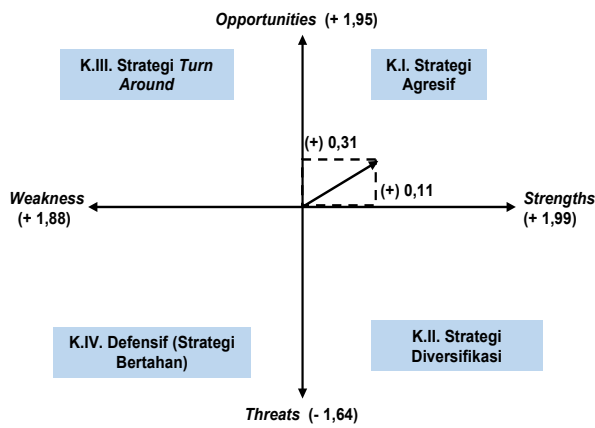 Opportunities (+ 1,95)
K.III. Strategi Turn
Around
K.I. Strategi
Agresif
(+) 0,31
(+) 0,11
Weakness
(+ 1,88)
Strengths
(+ 1,99)
K.IV. Defensif (Strategi
Bertahan)
K.II. Strategi
Diversifikasi
Threats (- 1,64)